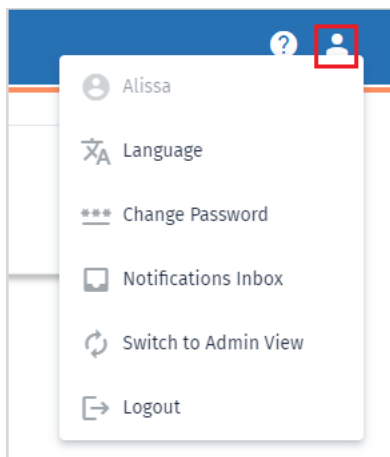 ?
Alissa
Language
Change Password
Notifications Inbox
Switch to Admin View
Logout